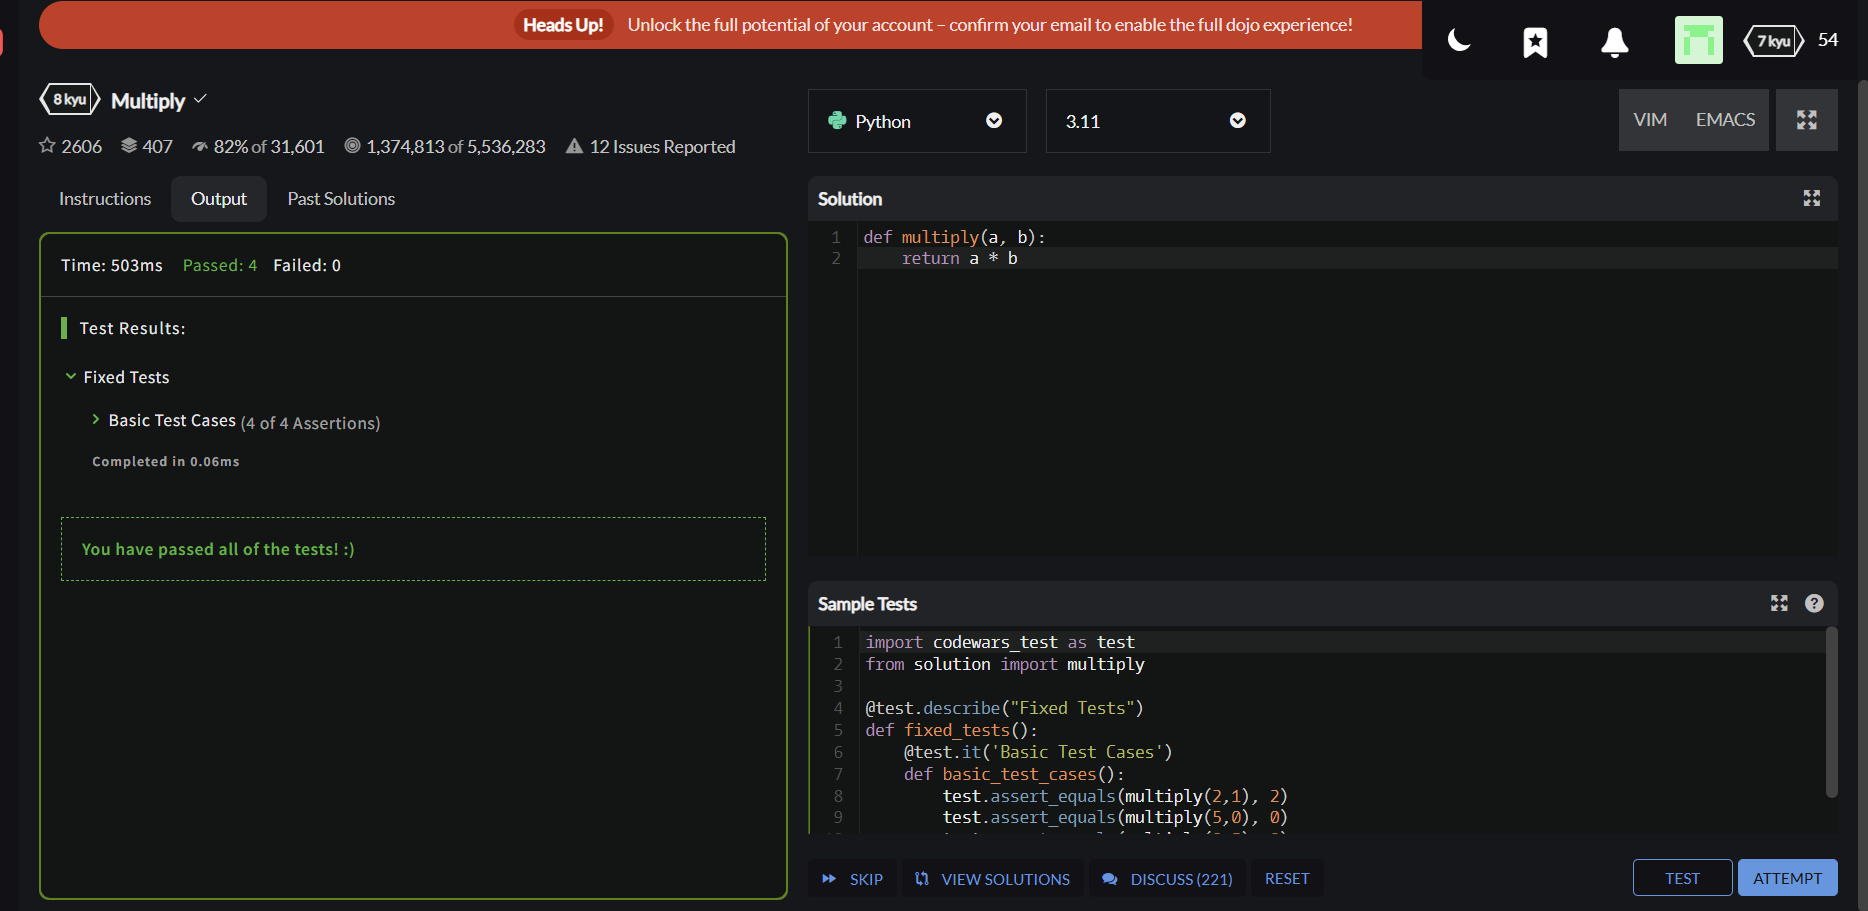 Heads Up! Unlock the full potential of your account – confirm your email to enable the full dojo experience!
7 kyu 54
8 kyu Multiply
2606 407 82% of 31,601 1,374,813 of 5,536,283 12 Issues Reported
Instructions Output Past Solutions
Time: 503ms Passed: 4 Failed: 0
Test Results:
Fixed Tests
Basic Test Cases (4 of 4 Assertions)
Completed in 0.06ms
You have passed all of the tests! :)
Python 3.11 VIM EMACS
Solution
1 def multiply(a, b):
2     return a * b
Sample Tests
1 import codewars_test as test
2 from solution import multiply
3
4 @test.describe("Fixed Tests")
5 def fixed_tests():
6     @test.it('Basic Test Cases')
7     def basic_test_cases():
8         test.assert_equals(multiply(2,1), 2)
9         test.assert_equals(multiply(5,0), 0)
SKIP VIEW SOLUTIONS DISCUSS (221) RESET TEST ATTEMPT